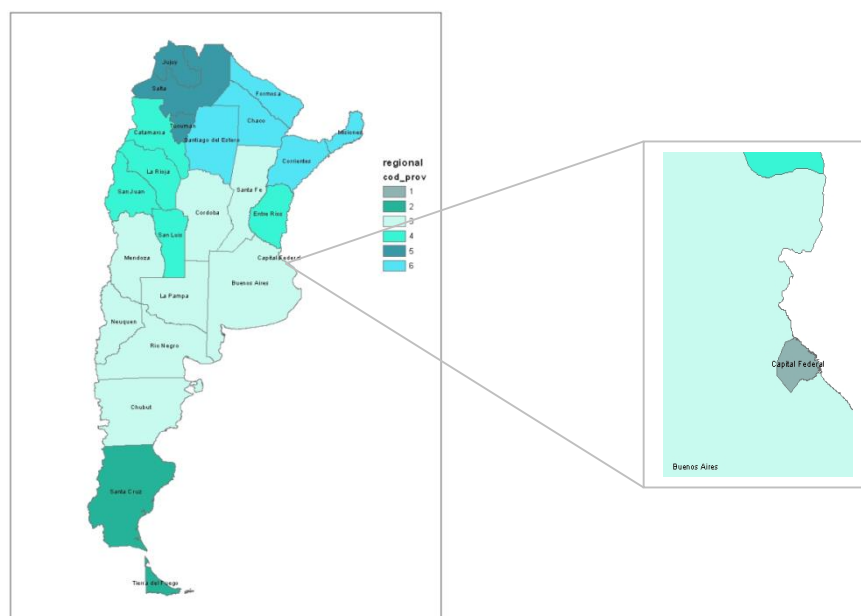 Jujuy
Salta
Formosa
Tucuman
Chaco
Catamarca
Santiago del Estero
Misiones
Corrientes
La Rioja
Santa Fe
San Juan
Cordoba
Entre Rios
San Luis
Mendoza
Capital Federal
Buenos Aires
La Pampa
Neuquen
Rio Negro
Chubut
Santa Cruz
Tierra del Fuego
regional
cod_prov
1
2
3
4
5
6
Capital Federal
Buenos Aires